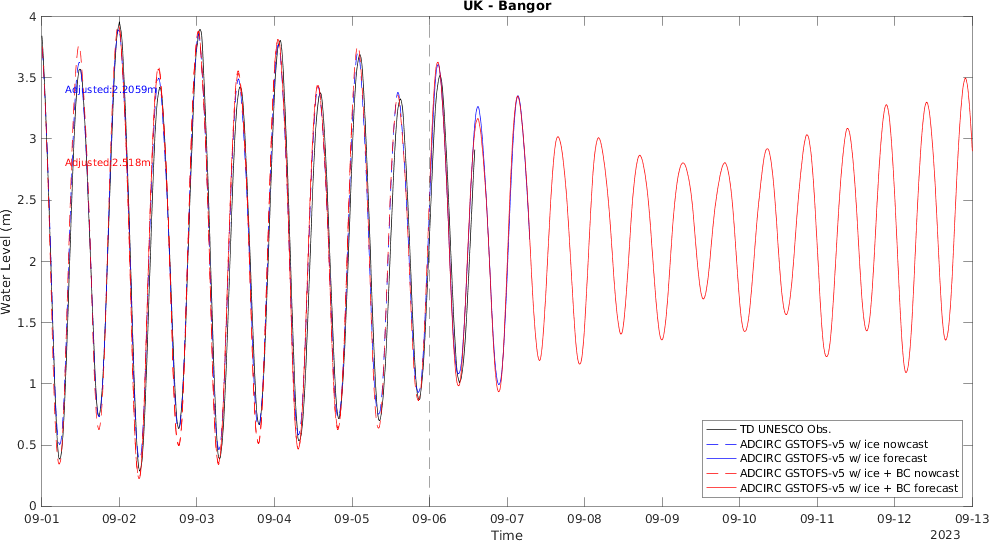 UK - Bangor
4
3.5
3
2.5
2
1.5
1
0.5
0
Water Level (m)
Adjusted:2.2059m
Adjusted:2.518m
TD UNESCO Obs.
ADCIRC GSTOFS-v5 w/ ice nowcast
ADCIRC GSTOFS-v5 w/ ice forecast
ADCIRC GSTOFS-v5 w/ ice + BC nowcast
ADCIRC GSTOFS-v5 w/ ice + BC forecast
09-01 09-02 09-03 09-04 09-05 09-06 09-07 09-08 09-09 09-10 09-11 09-12 09-13
Time
2023